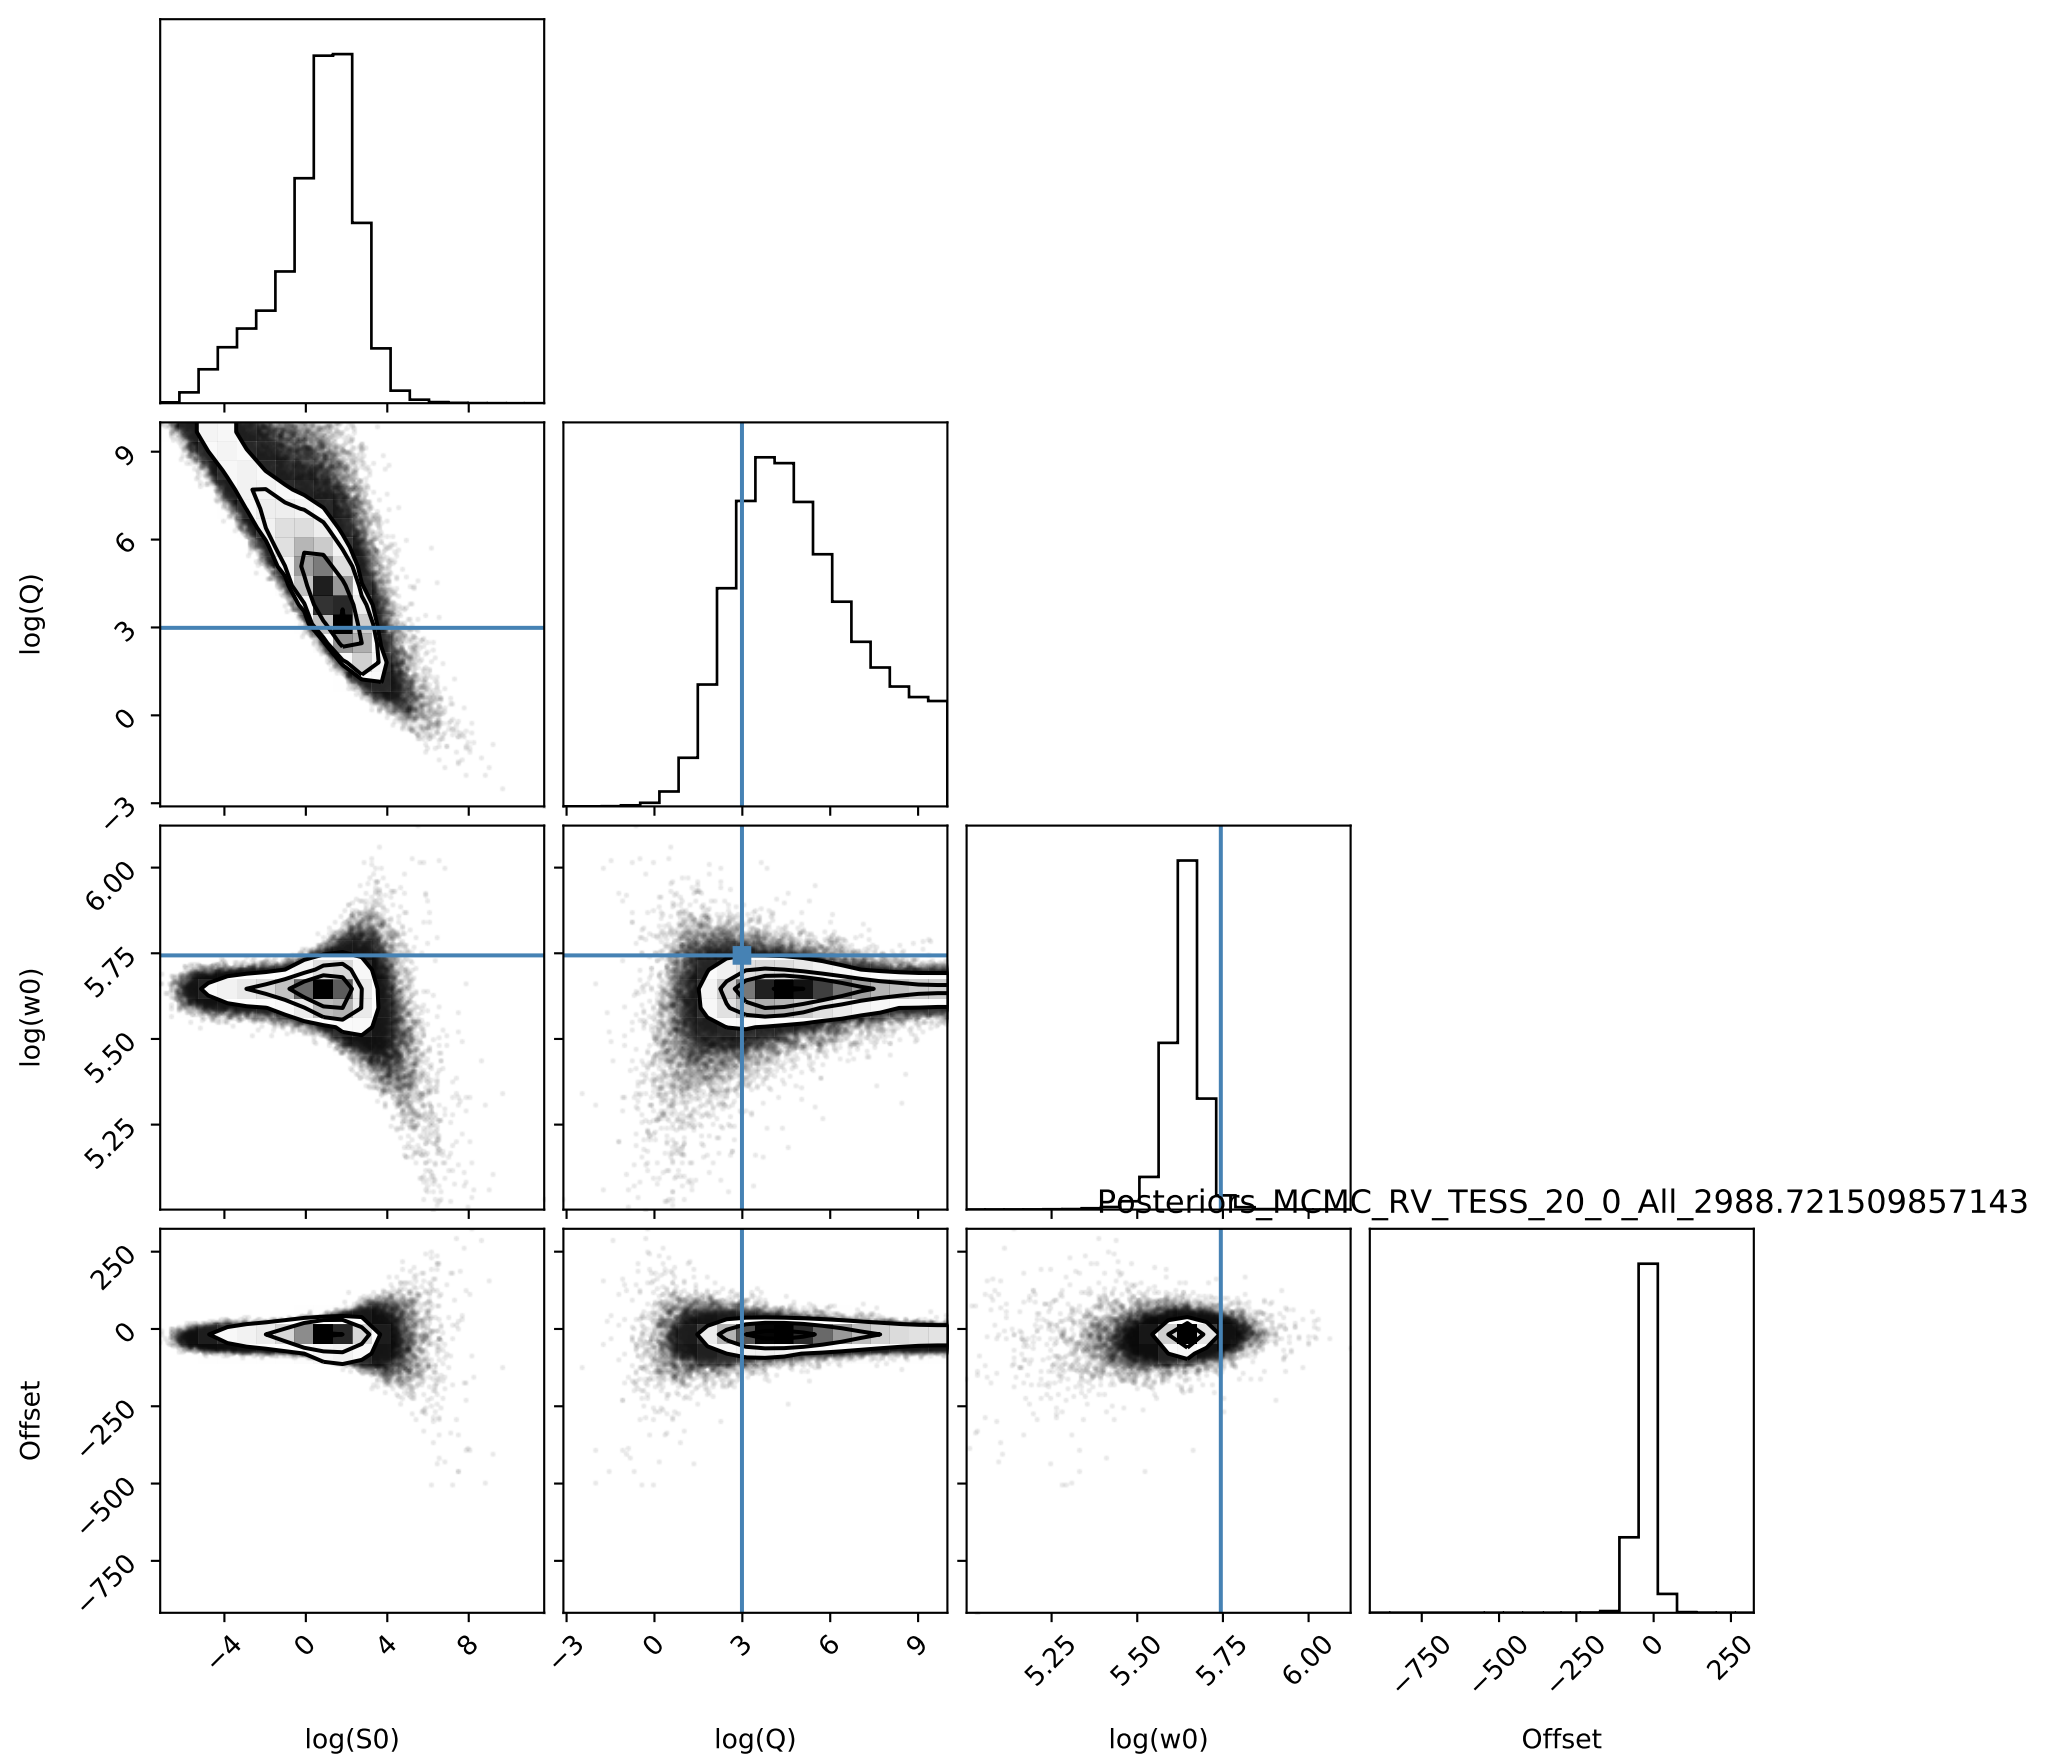 log(Q)
9
6
3
0
−3
log(w0)
6.00
5.75
5.50
5.25
Posteriors_MCMC_RV_TESS_20_0_All_2988.721509857143
Offset
250
0
−250
−500
−750
−4 0 4 8
−3 0 3 6 9
5.25 5.50 5.75 6.00
−750 −500 −250 0 250
log(S0) log(Q) log(w0) Offset